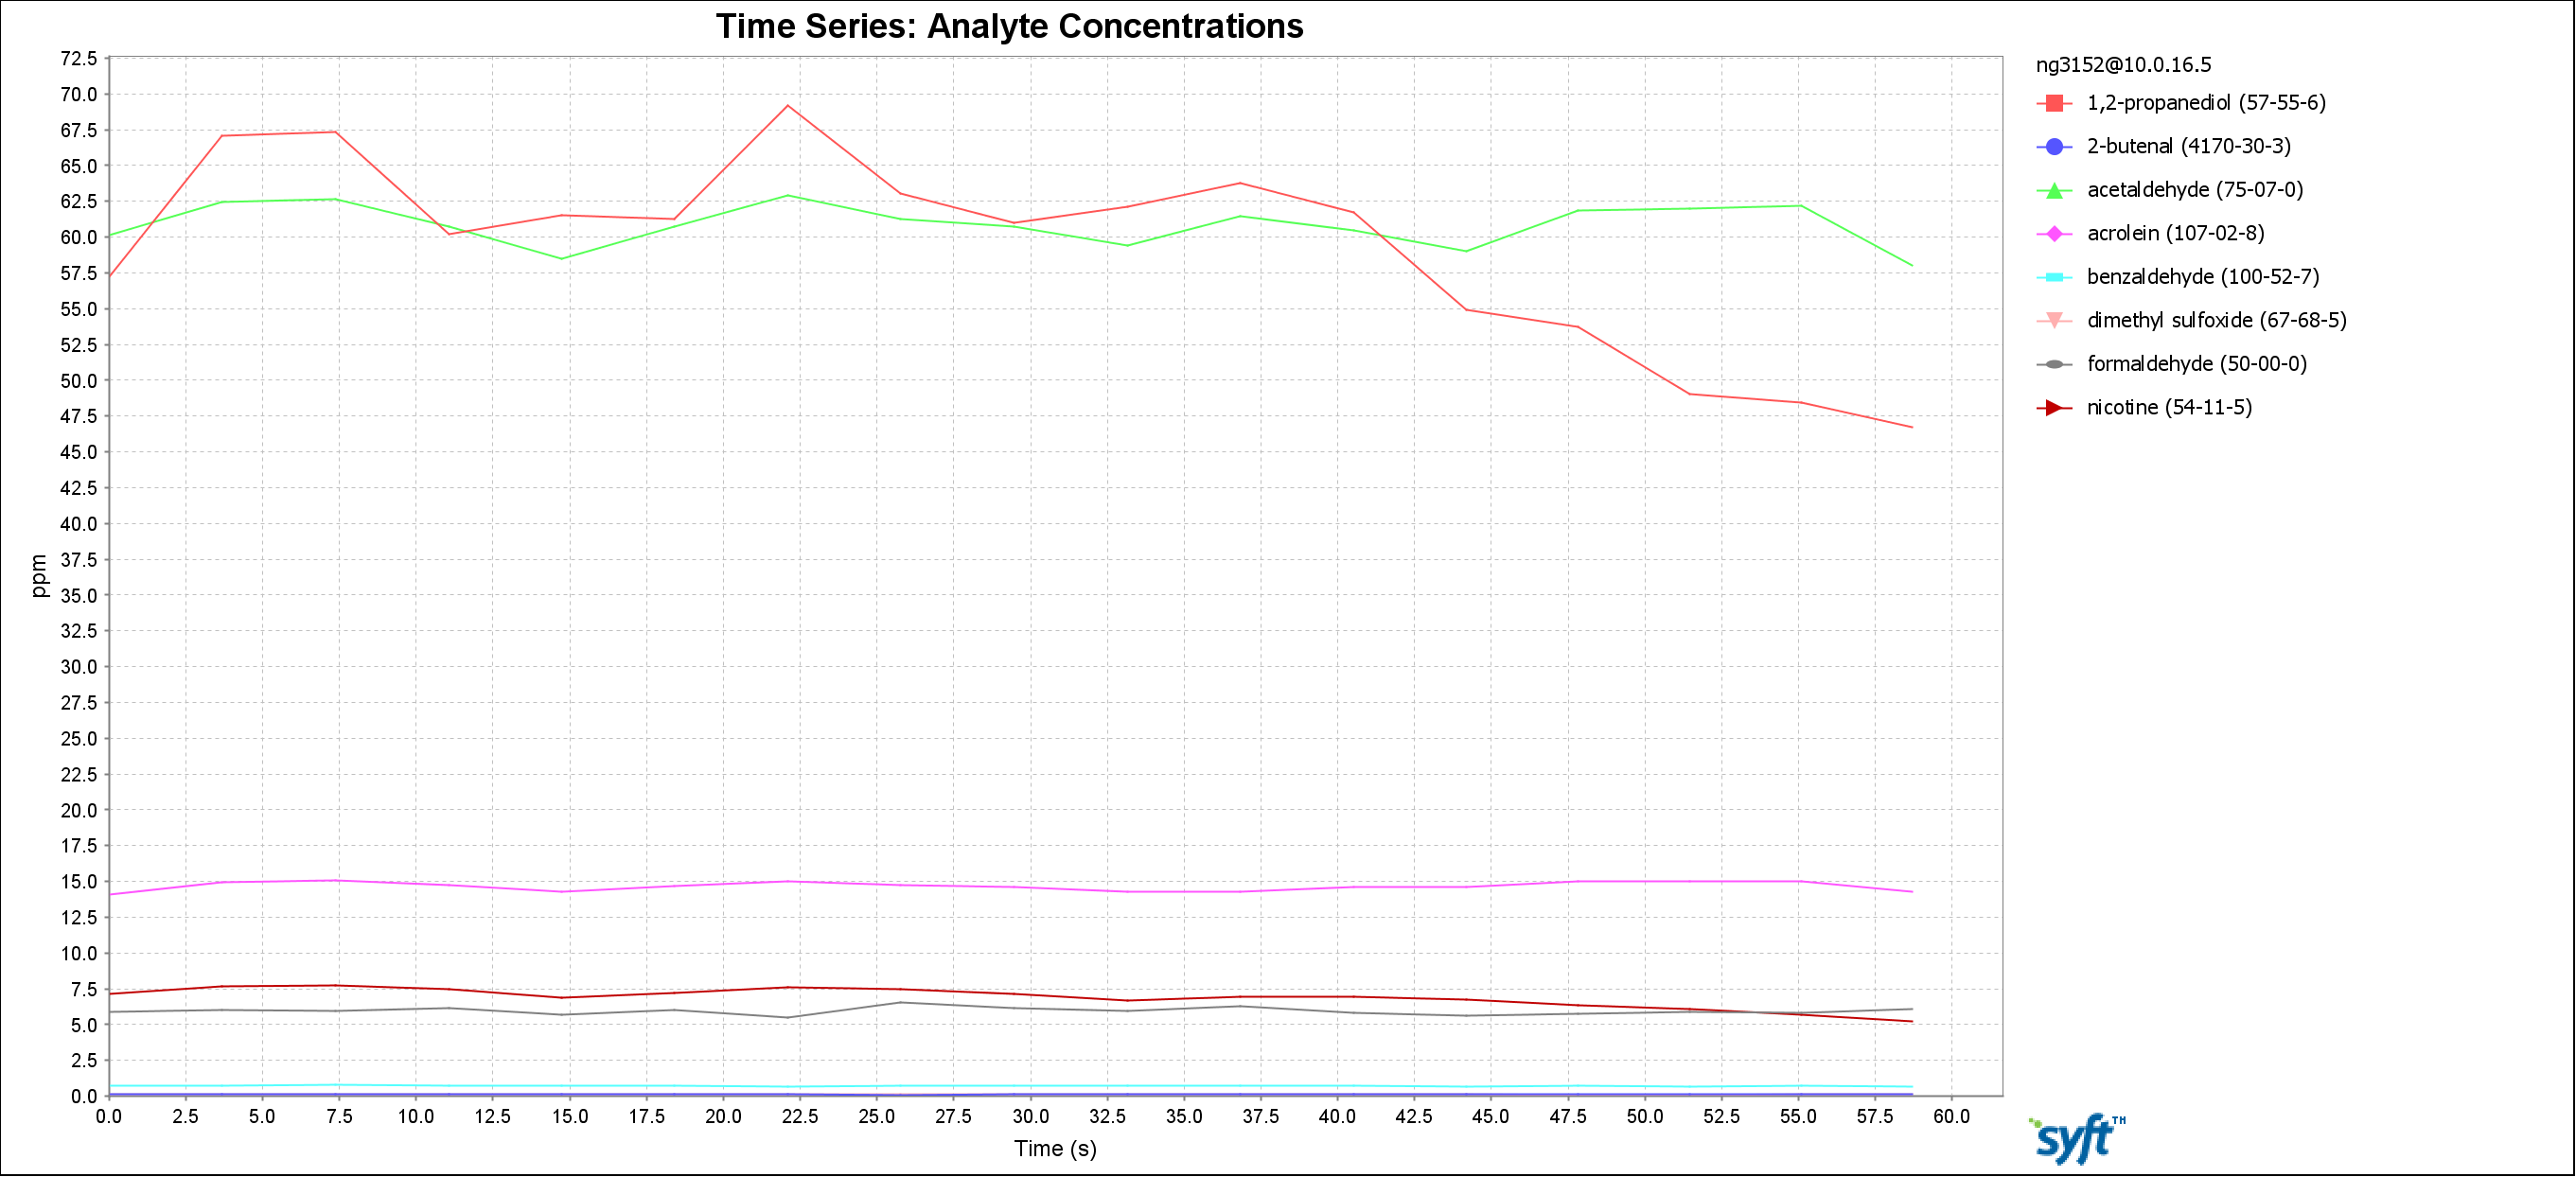 Time Series: Analyte Concentrations
72.5
70.0
67.5
65.0
62.5
60.0
57.5
55.0
52.5
50.0
47.5
45.0
42.5
40.0
37.5
35.0
32.5
30.0
27.5
25.0
22.5
20.0
17.5
15.0
12.5
10.0
7.5
5.0
2.5
0.0
ppm
0.0 2.5 5.0 7.5 10.0 12.5 15.0 17.5 20.0 22.5 25.0 27.5 30.0 32.5 35.0 37.5 40.0 42.5 45.0 47.5 50.0 52.5 55.0 57.5 60.0
Time (s)
ng3152@10.0.16.5
1,2-propanediol (57-55-6)
2-butenal (4170-30-3)
acetaldehyde (75-07-0)
acrolein (107-02-8)
benzaldehyde (100-52-7)
dimethyl sulfoxide (67-68-5)
formaldehyde (50-00-0)
nicotine (54-11-5)
syft™